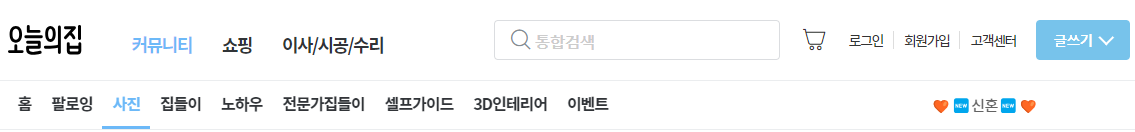 오늘의집 커뮤니티 쇼핑 이사/시공/수리 통합검색 로그인 회원가입 고객센터 글쓰기
홈 팔로잉 사진 집들이 노하우 전문가집들이 셀프가이드 3D인테리어 이벤트 NEW 신혼 NEW